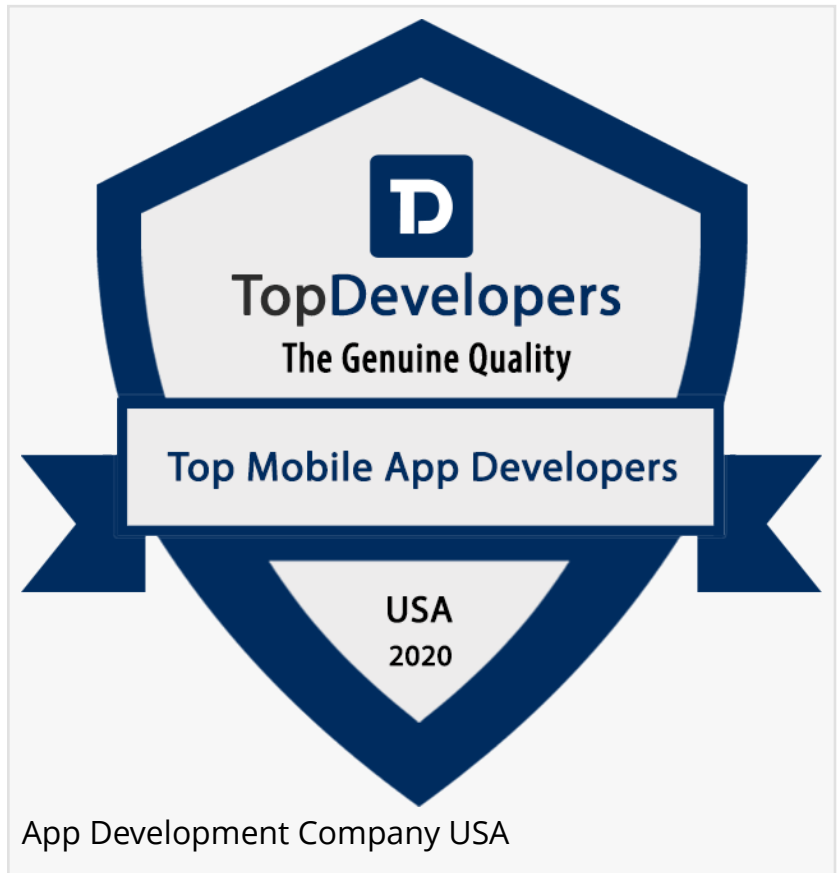 TD
TopDevelopers
The Genuine Quality
Top Mobile App Developers
USA
2020
App Development Company USA